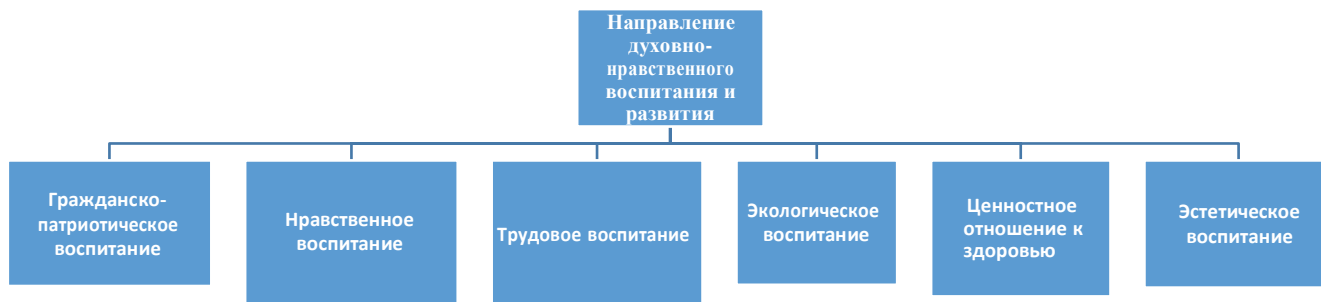 Направление
духовно-
нравственного
воспитания и
развития
Гражданско-
патриотическое
воспитание
Нравственное
воспитание
Трудовое воспитание
Экологическое
воспитание
Ценностное
отношение к
здоровью
Эстетическое
воспитание